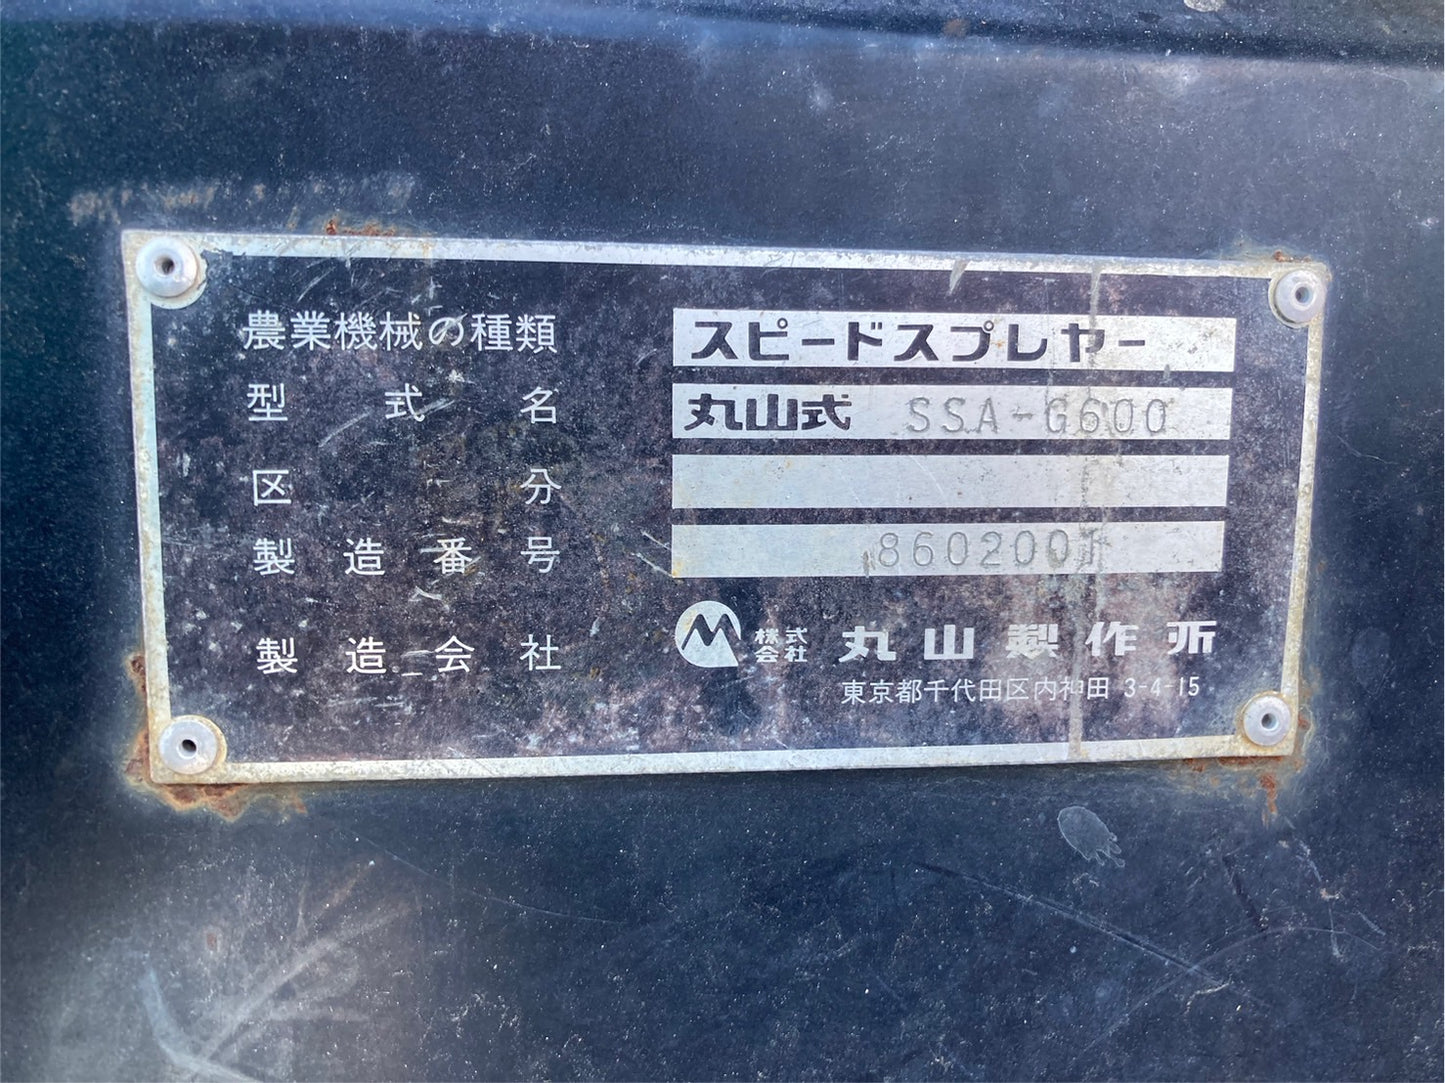 農業機械の種類 スピードスプレヤー
型式名 丸山式 SSA-G600
区分
製造番号 8602001
製造会社 株式会社 丸山製作所
東京都千代田区内神田 3-4-15